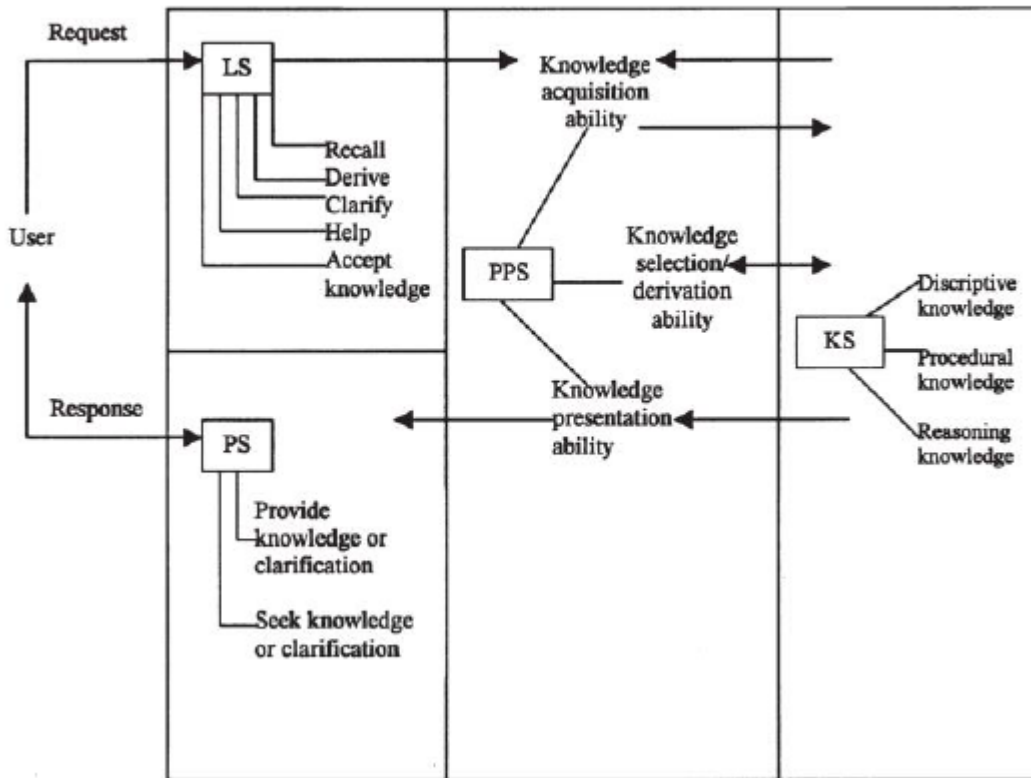 Request
LS
Recall
Derive
Clarify
Help
Accept
knowledge
User
Response
PS
Provide
knowledge or
clarification
Seek knowledge
or clarification
Knowledge
acquisition
ability
PPS
Knowledge
selection/
derivation
ability
Knowledge
presentation
ability
KS
Discriptive
knowledge
Procedural
knowledge
Reasoning
knowledge